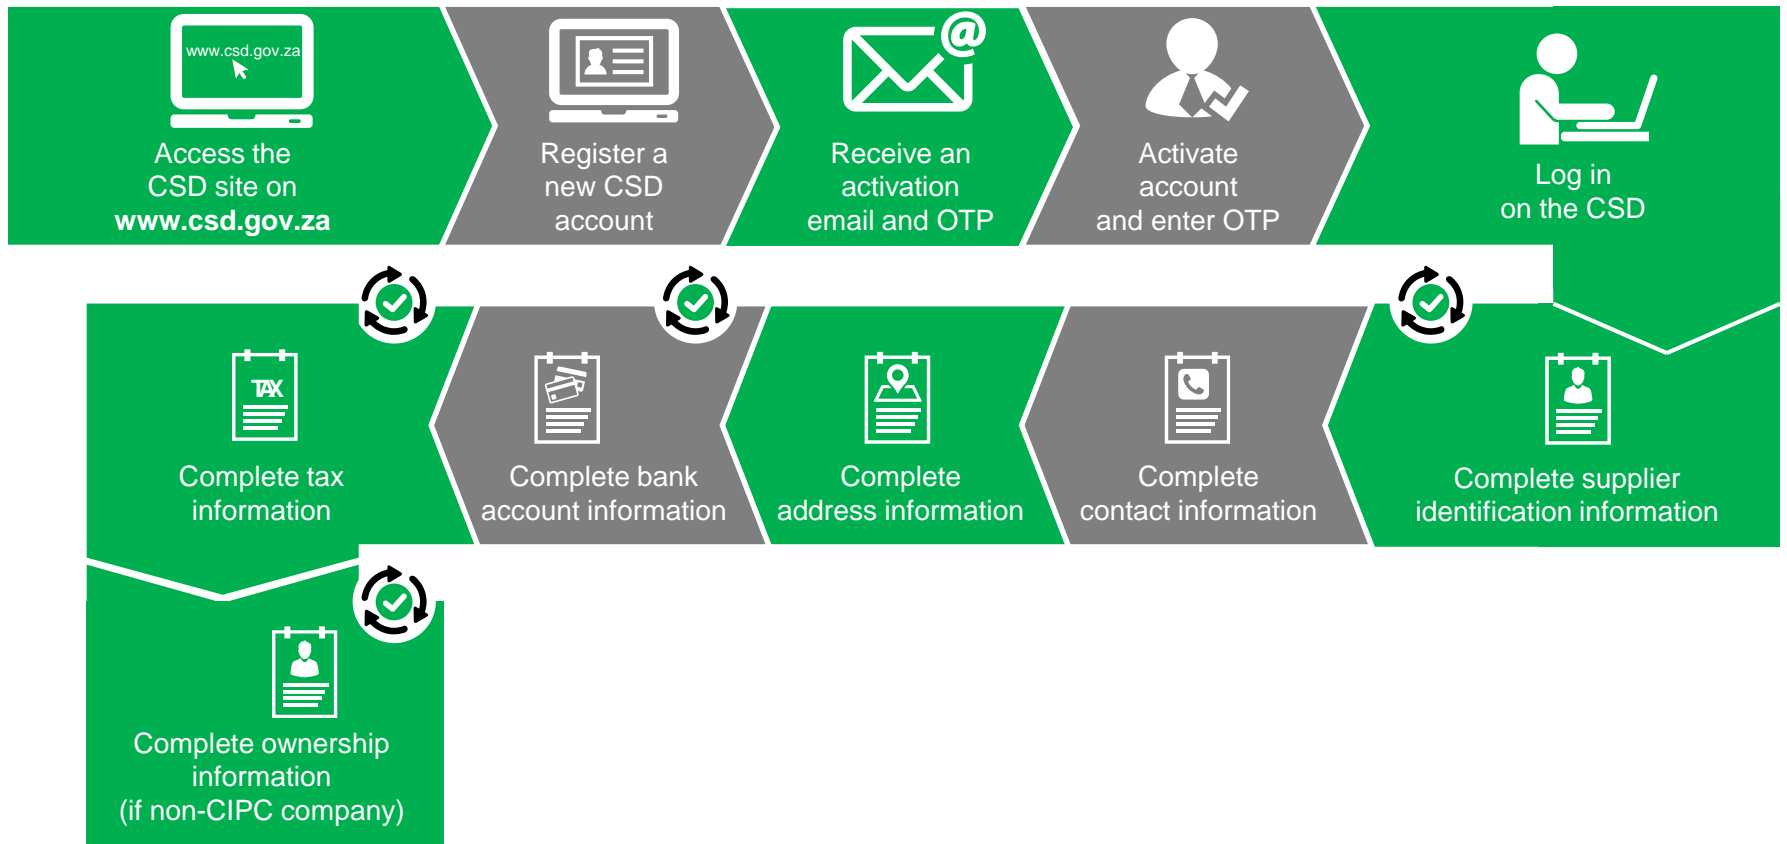 www.csd.gov.za
Access the
CSD site on
www.csd.gov.za
Register a
new CSD
account
Receive an
activation
email and OTP
Activate
account
and enter OTP
Log in
on the CSD
Complete supplier
identification information
Complete
contact information
Complete
address information
Complete bank
account information
TAX
Complete tax
information
Complete ownership
information
(if non-CIPC company)